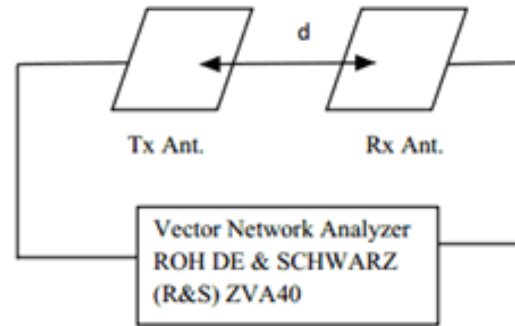 d
Tx Ant.
Rx Ant.
Vector Network Analyzer
ROH DE & SCHWARZ
(R&S) ZVA40